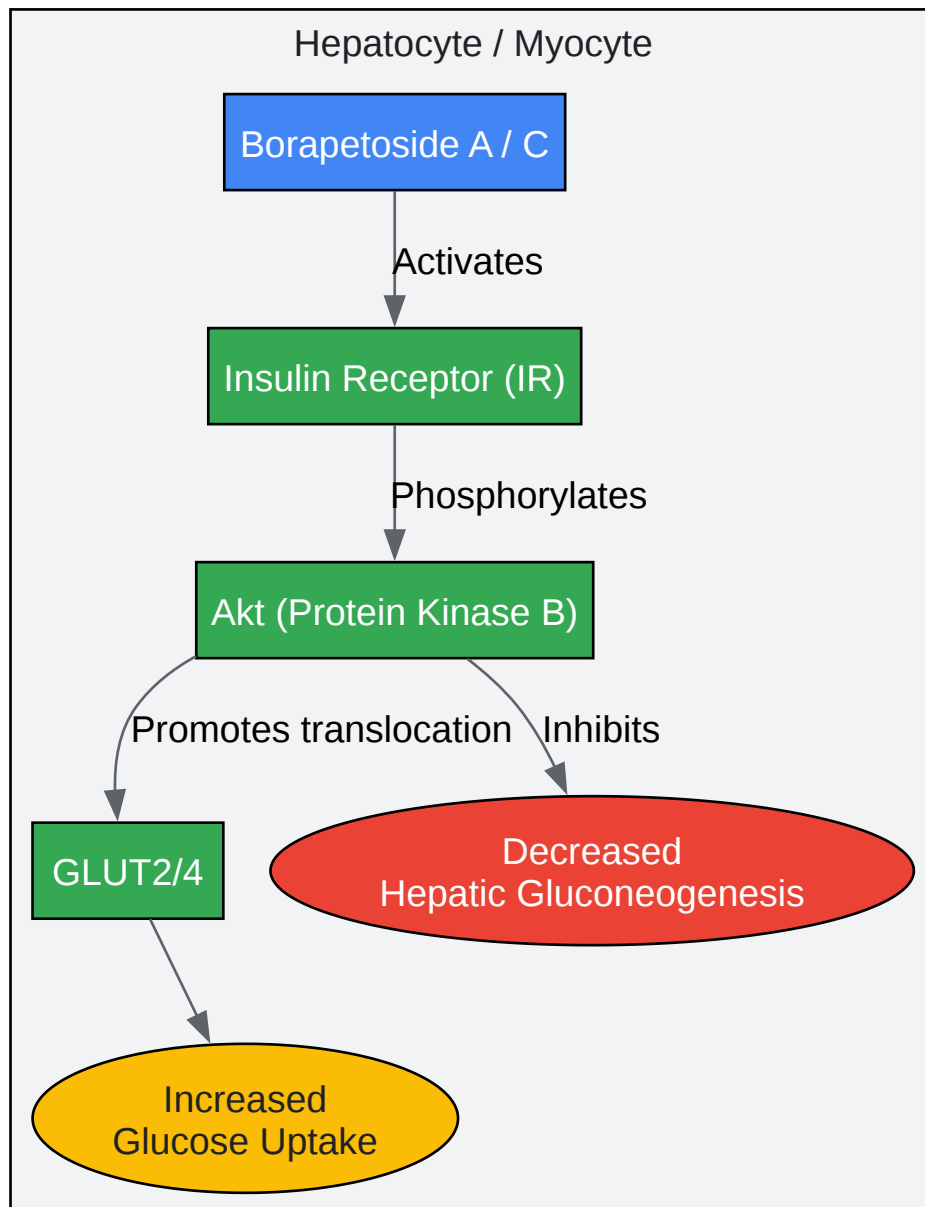 Hepatocyte / Myocyte
Borapetoside A / C
Activates
Insulin Receptor (IR)
Phosphorylates
Akt (Protein Kinase B)
Promotes translocation
Inhibits
GLUT2/4
Decreased
Hepatic Gluconeogenesis
Increased
Glucose Uptake